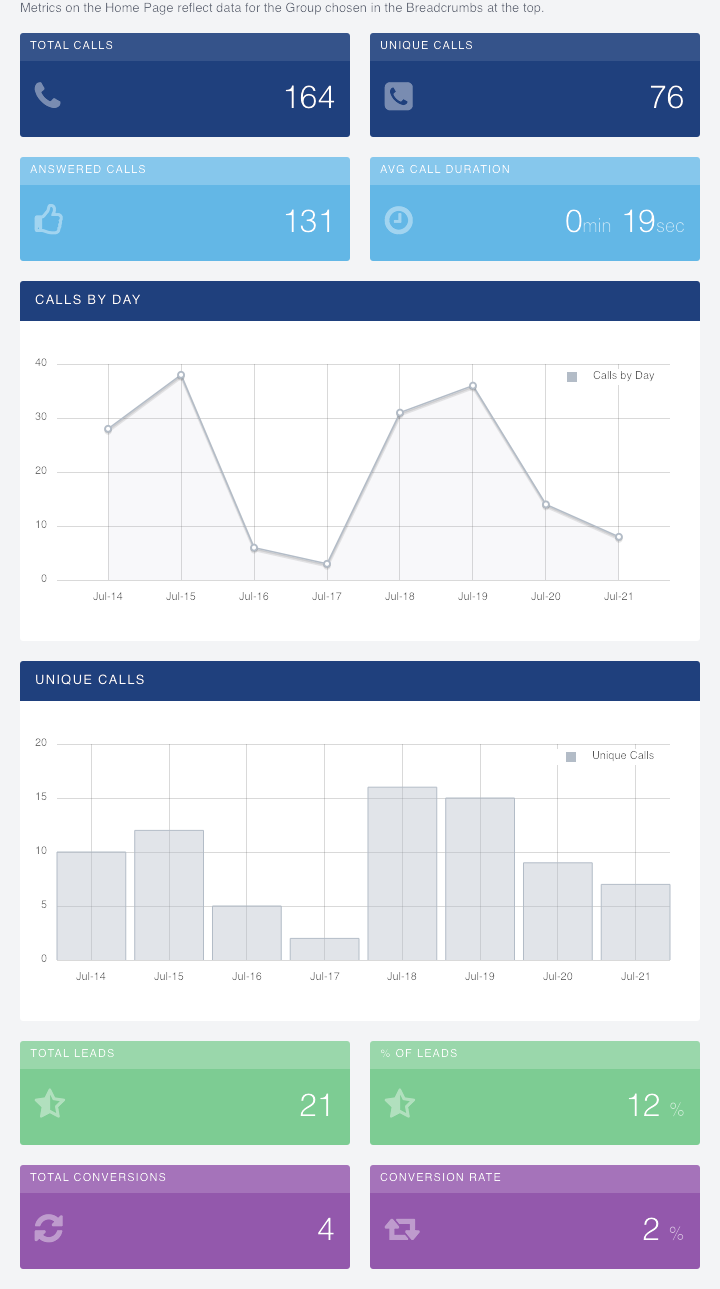 Metrics on the Home Page reflect data for the Group chosen in the Breadcrumbs at the top.
TOTAL CALLS
164
UNIQUE CALLS
76
ANSWERED CALLS
131
AVG CALL DURATION
0min 19sec
CALLS BY DAY
40
30
20
10
0
Calls by Day
Jul-14 Jul-15 Jul-16 Jul-17 Jul-18 Jul-19 Jul-20 Jul-21
UNIQUE CALLS
20
15
10
5
0
Unique Calls
Jul-14 Jul-15 Jul-16 Jul-17 Jul-18 Jul-19 Jul-20 Jul-21
TOTAL LEADS
21
% OF LEADS
12 %
TOTAL CONVERSIONS
4
CONVERSION RATE
2 %